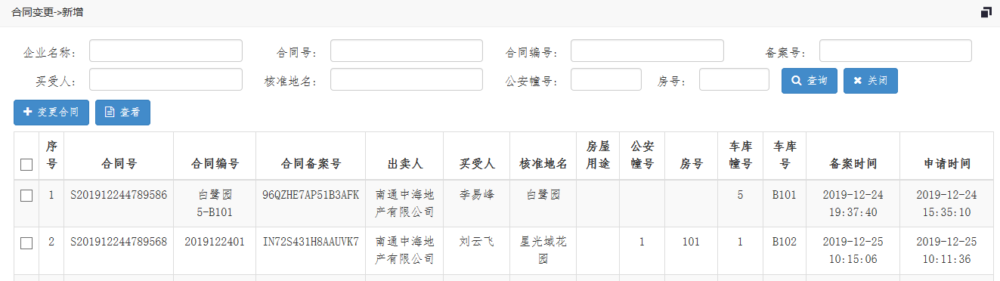 合同变更->新增
企业名称： 合同号： 合同编号： 备案号：
买受人： 核准地名： 公安幢号： 房号： 查询 关闭
变更合同 查看
序号 合同号 合同编号 合同备案号 出卖人 买受人 核准地名 房屋用途 公安幢号 房号 车库幢号 车库号 备案时间 申请时间
1 S201912244789586 白鹭园5-B101 96QZHE7AP51B3AFK 南通中海地产有限公司 李易峰 白鹭园 5 B101 2019-12-24 19:37:40 2019-12-24 15:35:10
2 S201912244789568 2019122401 IN72S431H8AAUVK7 南通中海地产有限公司 刘云飞 星光域花园 1 101 1 B102 2019-12-25 10:15:06 2019-12-25 10:11:36